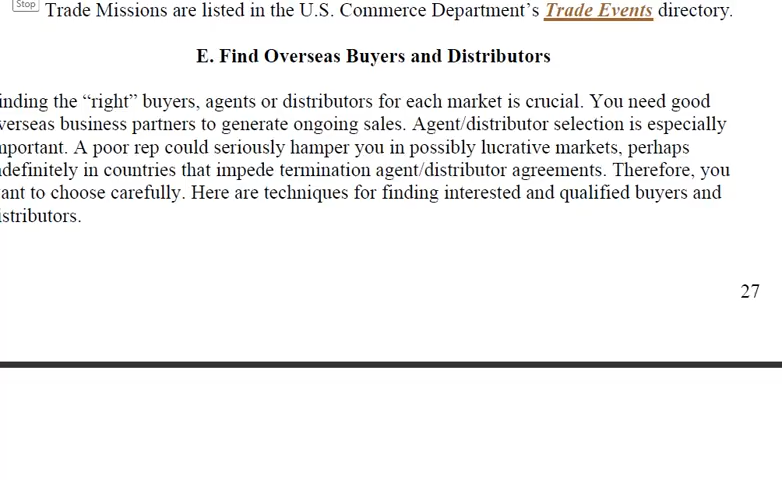 Stop
Trade Missions are listed in the U.S. Commerce Department’s Trade Events directory.
E. Find Overseas Buyers and Distributors
inding the “right” buyers, agents or distributors for each market is crucial. You need good
verseas business partners to generate ongoing sales. Agent/distributor selection is especially
mportant. A poor rep could seriously hamper you in possibly lucrative markets, perhaps
ndefinitely in countries that impede termination agent/distributor agreements. Therefore, you
ant to choose carefully. Here are techniques for finding interested and qualified buyers and
istributors.
27